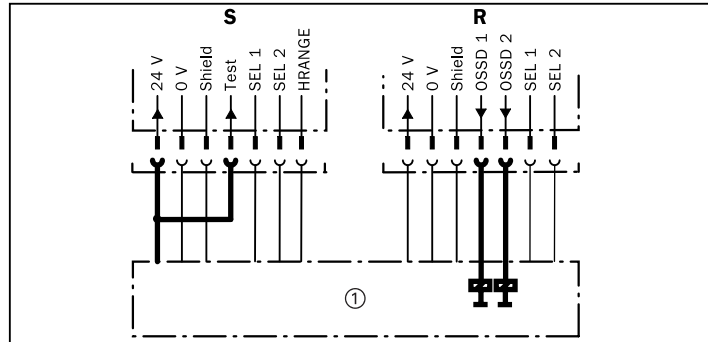 S
R
24 V
0 V
Shield
Test
SEL 1
SEL 2
HRANGE
24 V
0 V
Shield
OSSD 1
OSSD 2
SEL 1
SEL 2
①